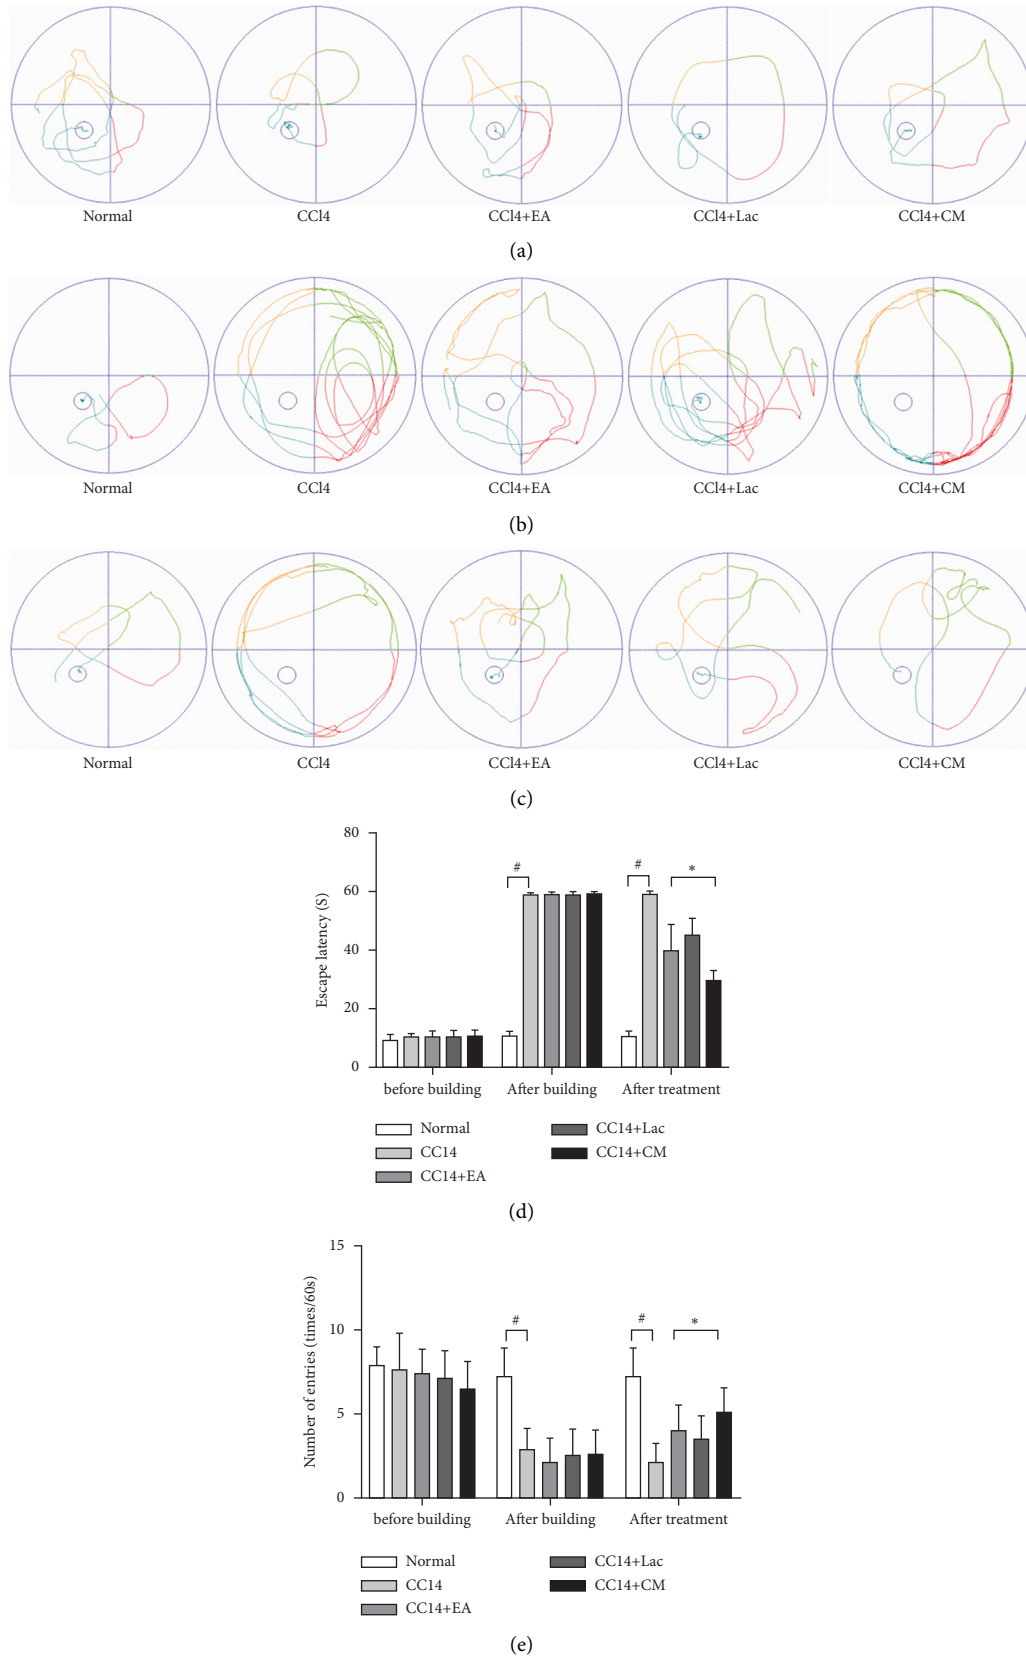 Normal CCl4 CCl4+EA CCl4+Lac CCl4+CM
(a)
Normal CCl4 CCl4+EA CCl4+Lac CCl4+CM
(b)
Normal CCl4 CCl4+EA CCl4+Lac CCl4+CM
(c)
Escape latency (S)
80
60
40
20
0
# # *
before building After building After treatment
Normal CC14+Lac
CC14 CC14+CM
CC14+EA
(d)
Number of entries (times/60s)
15
10
5
0
# # *
before building After building After treatment
Normal CC14+Lac
CC14 CC14+CM
CC14+EA
(e)